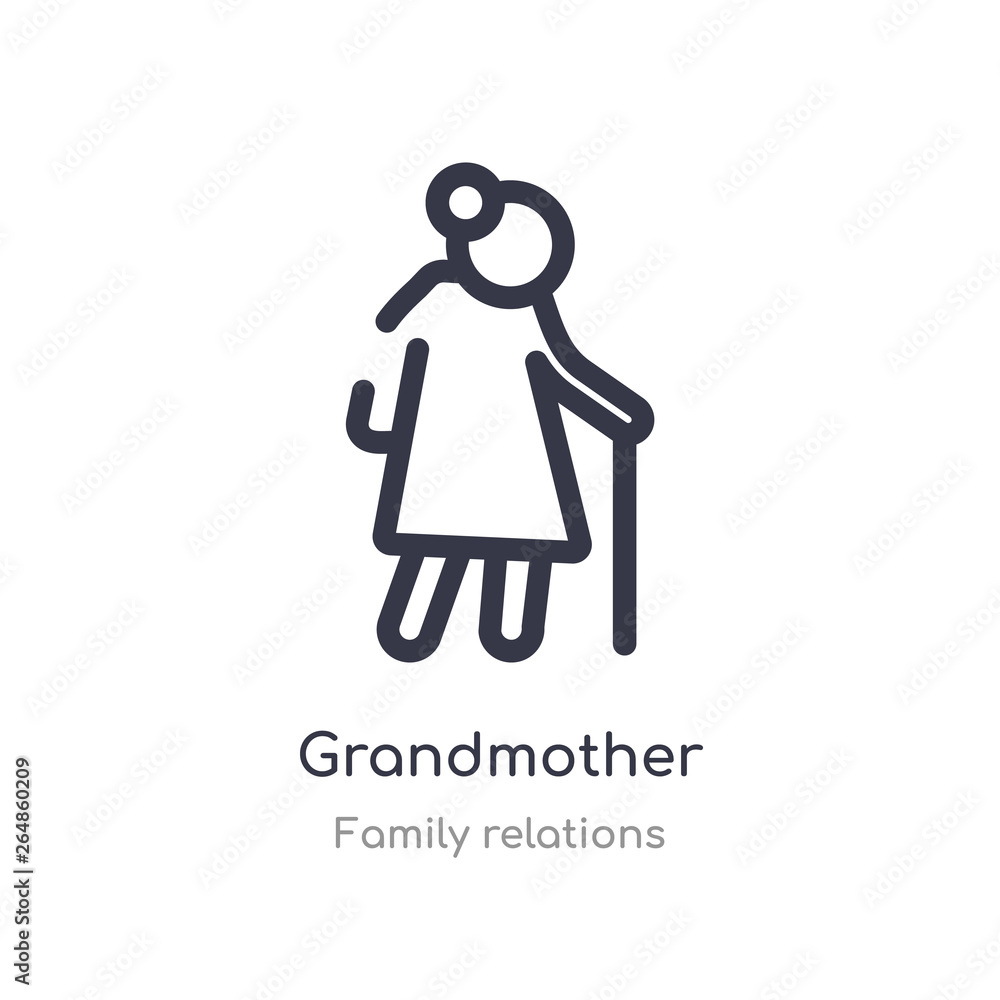 Grandmother
Family relations
Adobe Stock | #264860209